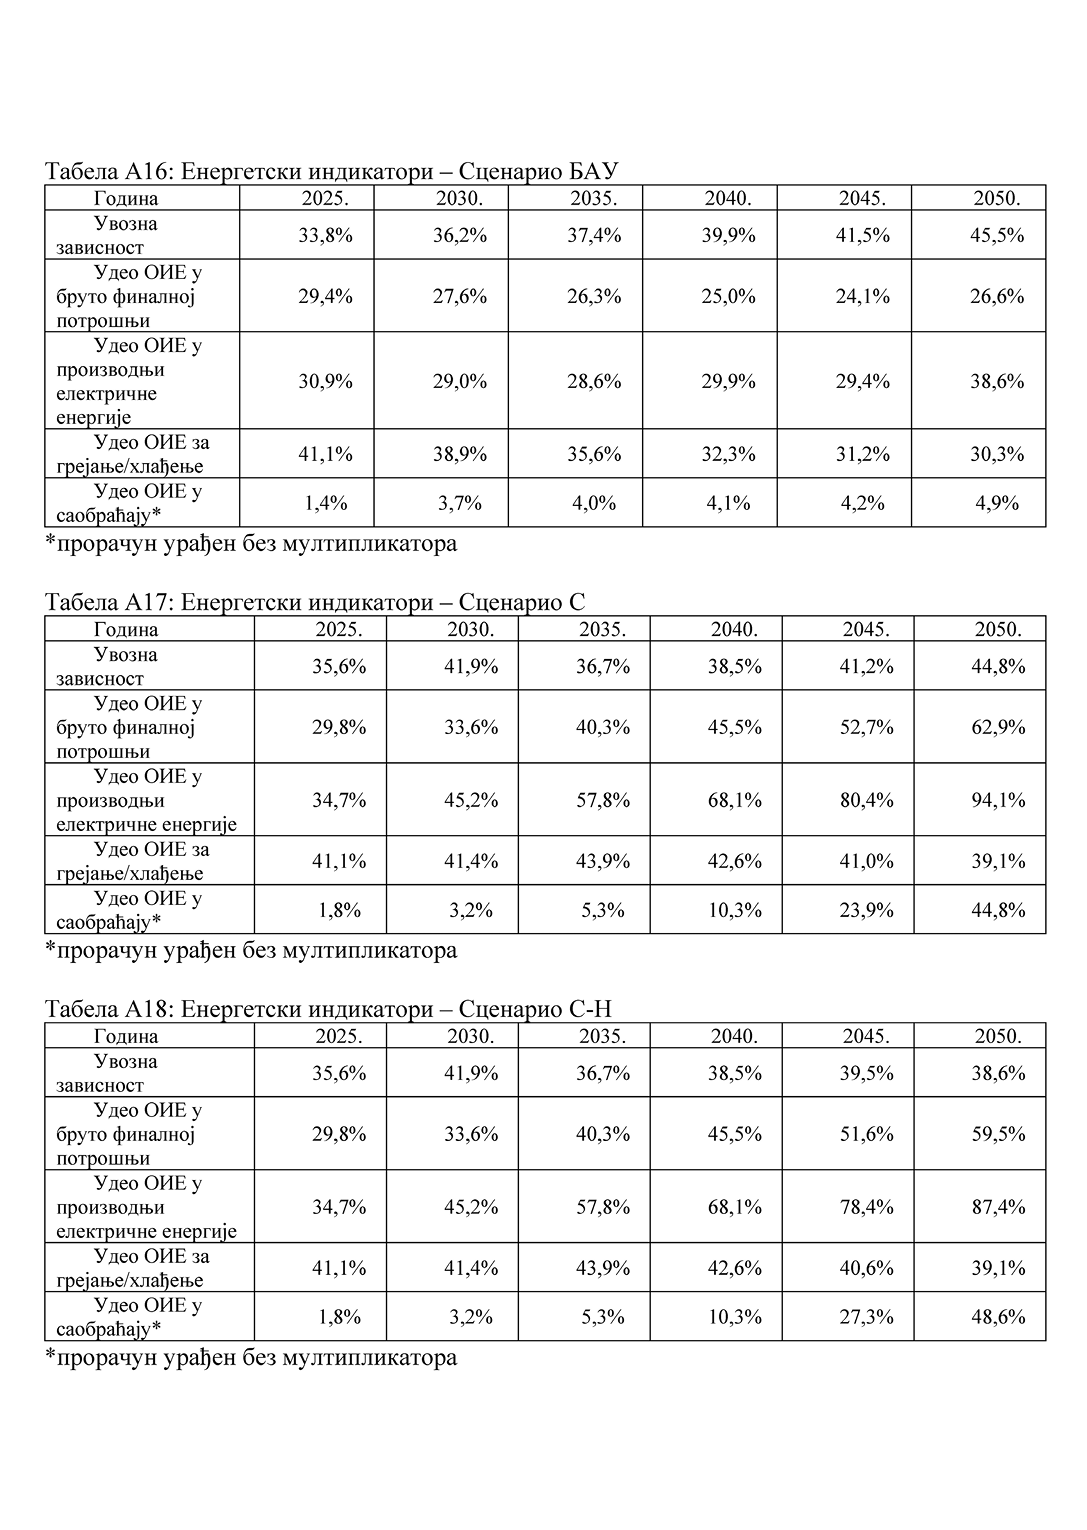 Табела А16: Енергетски индикатори – Сценарио БАУ
Година 2025. 2030. 2035. 2040. 2045. 2050.
Увозна
зависност 33,8% 36,2% 37,4% 39,9% 41,5% 45,5%
Удео ОИЕ у
бруто финалној 29,4% 27,6% 26,3% 25,0% 24,1% 26,6%
потрошњи
Удео ОИЕ у
производњи
електричне 30,9% 29,0% 28,6% 29,9% 29,4% 38,6%
енергије
Удео ОИЕ за
грејање/хлађење 41,1% 38,9% 35,6% 32,3% 31,2% 30,3%
Удео ОИЕ у
саобраћају* 1,4% 3,7% 4,0% 4,1% 4,2% 4,9%
*прорачун урађен без мултипликатора
Табела А17: Енергетски индикатори – Сценарио С
Година 2025. 2030. 2035. 2040. 2045. 2050.
Увозна
зависност 35,6% 41,9% 36,7% 38,5% 41,2% 44,8%
Удео ОИЕ у
бруто финалној 29,8% 33,6% 40,3% 45,5% 52,7% 62,9%
потрошњи
Удео ОИЕ у
производњи 34,7% 45,2% 57,8% 68,1% 80,4% 94,1%
електричне енергије
Удео ОИЕ за
грејање/хлађење 41,1% 41,4% 43,9% 42,6% 41,0% 39,1%
Удео ОИЕ у
саобраћају* 1,8% 3,2% 5,3% 10,3% 23,9% 44,8%
*прорачун урађен без мултипликатора
Табела А18: Енергетски индикатори – Сценарио С-Н
Година 2025. 2030. 2035. 2040. 2045. 2050.
Увозна
зависност 35,6% 41,9% 36,7% 38,5% 39,5% 38,6%
Удео ОИЕ у
бруто финалној 29,8% 33,6% 40,3% 45,5% 51,6% 59,5%
потрошњи
Удео ОИЕ у
производњи 34,7% 45,2% 57,8% 68,1% 78,4% 87,4%
електричне енергије
Удео ОИЕ за
грејање/хлађење 41,1% 41,4% 43,9% 42,6% 40,6% 39,1%
Удео ОИЕ у
саобраћају* 1,8% 3,2% 5,3% 10,3% 27,3% 48,6%
*прорачун урађен без мултипликатора